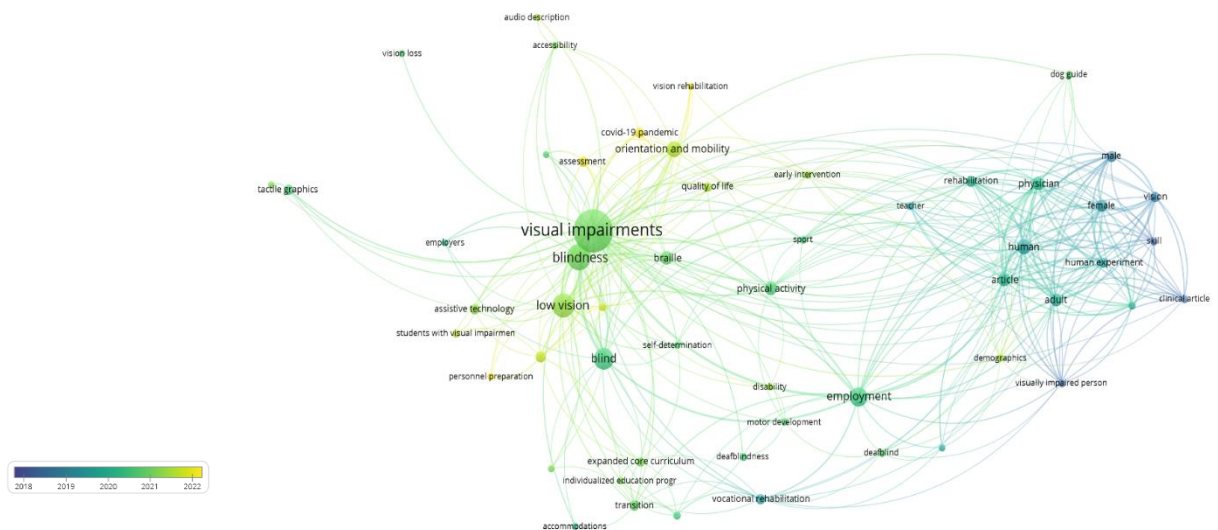 audio description
accessibility
vision loss
dog guide
vision rehabilitation
covid-19 pandemic
orientation and mobility
male
assessment
early intervention
rehabilitation
physician
quality of life
tactile graphics
vision
teacher
female
visual impairments
employers
sport
skill
human
blindness
braille
human experiment
article
physical activity
clinical article
adult
low vision
assistive technology
students with visual impairmen
self-determination
blind
demographics
personnel preparation
visually impaired person
disability
employment
motor development
deafblindness
deafblind
expanded core curriculum
individualized education progr
vocational rehabilitation
transition
accommodations
2018 2019 2020 2021 2022